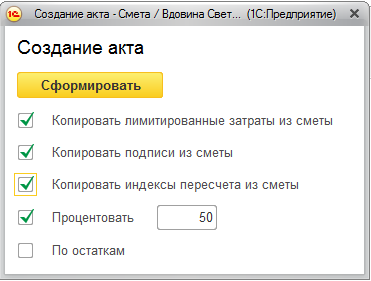 Создание акта - Смета / Вдовина Свет... (1С:Предприятие)
Создание акта
Сформировать
Копировать лимитированные затраты из сметы
Копировать подписи из сметы
Копировать индексы пересчета из сметы
Процентовать 50
По остаткам